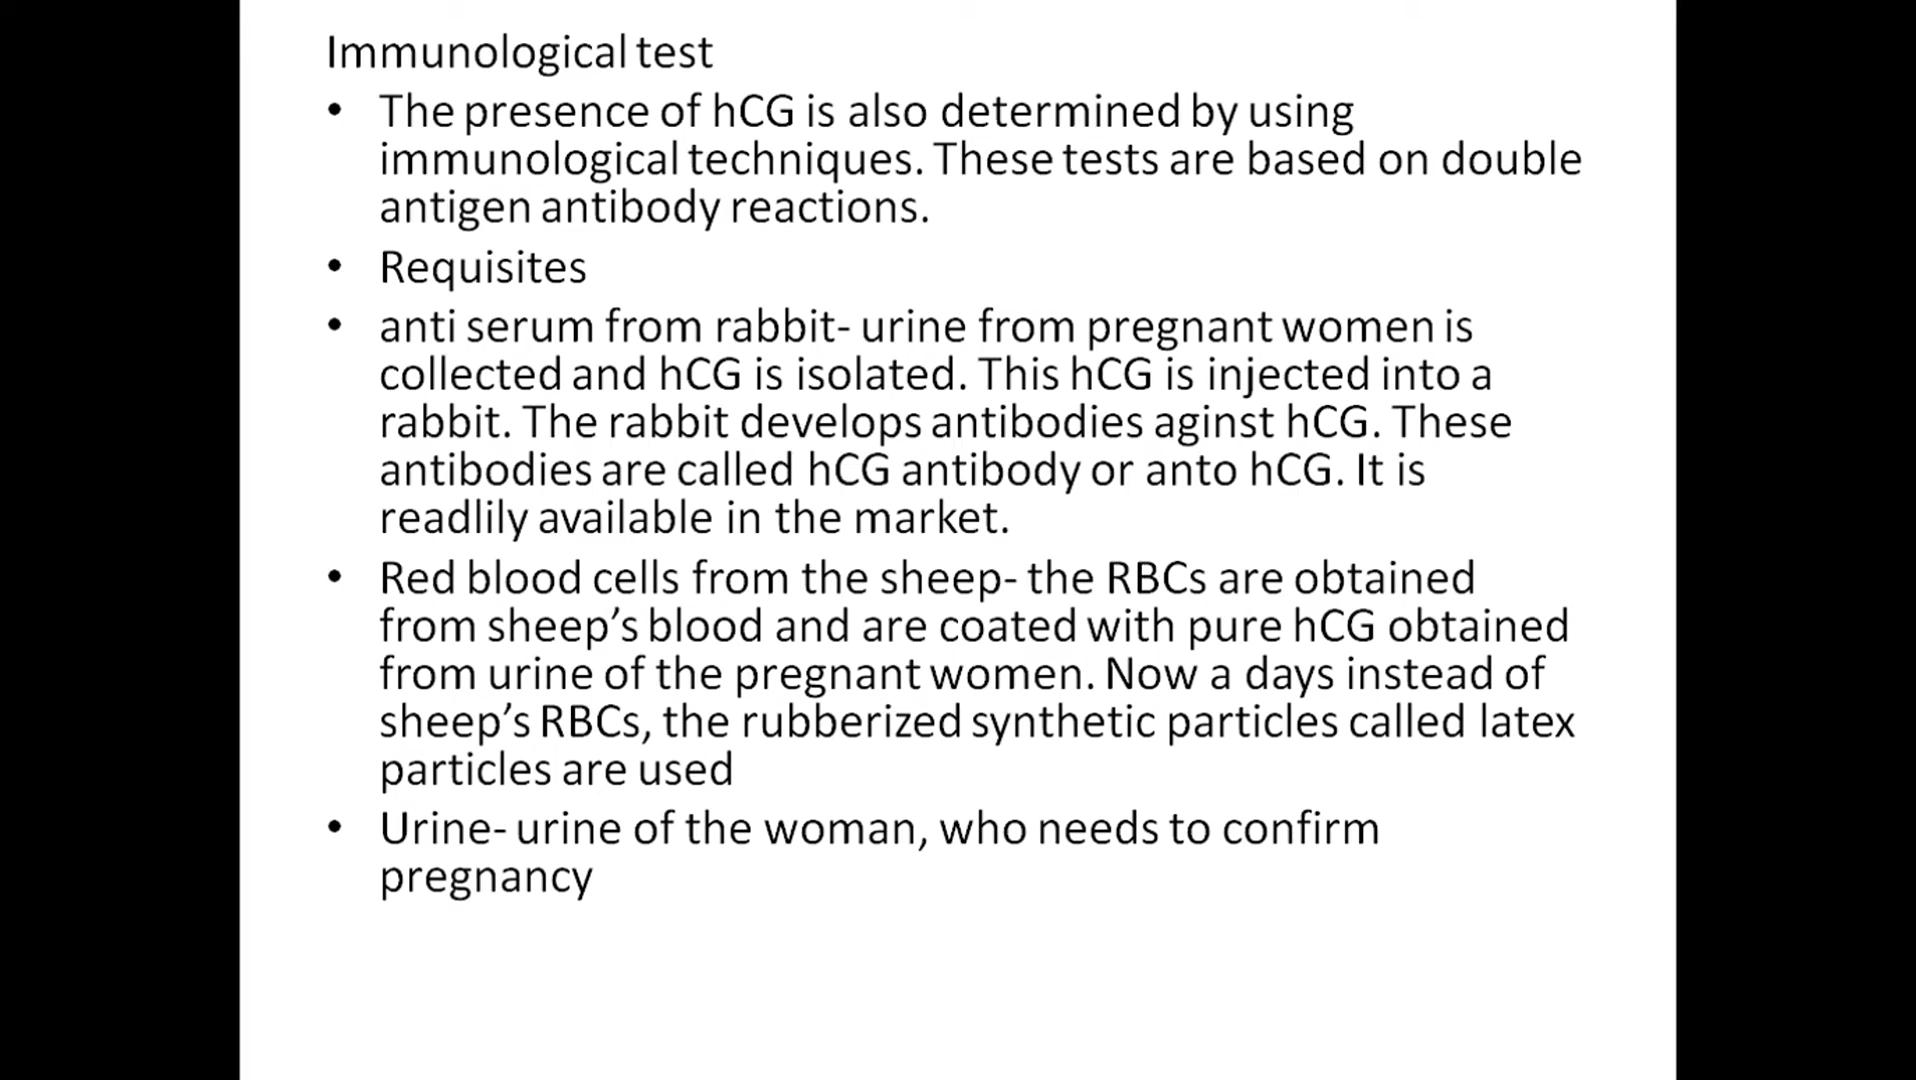 Immunological test
• The presence of hCG is also determined by using
immunological techniques. These tests are based on double
antigen antibody reactions.
• Requisites
• anti serum from rabbit- urine from pregnant women is
collected and hCG is isolated. This hCG is injected into a
rabbit. The rabbit develops antibodies aginst hCG. These
antibodies are called hCG antibody or anto hCG. It is
readlily available in the market.
• Red blood cells from the sheep- the RBCs are obtained
from sheep’s blood and are coated with pure hCG obtained
from urine of the pregnant women. Now a days instead of
sheep’s RBCs, the rubberized synthetic particles called latex
particles are used
• Urine- urine of the woman, who needs to confirm
pregnancy